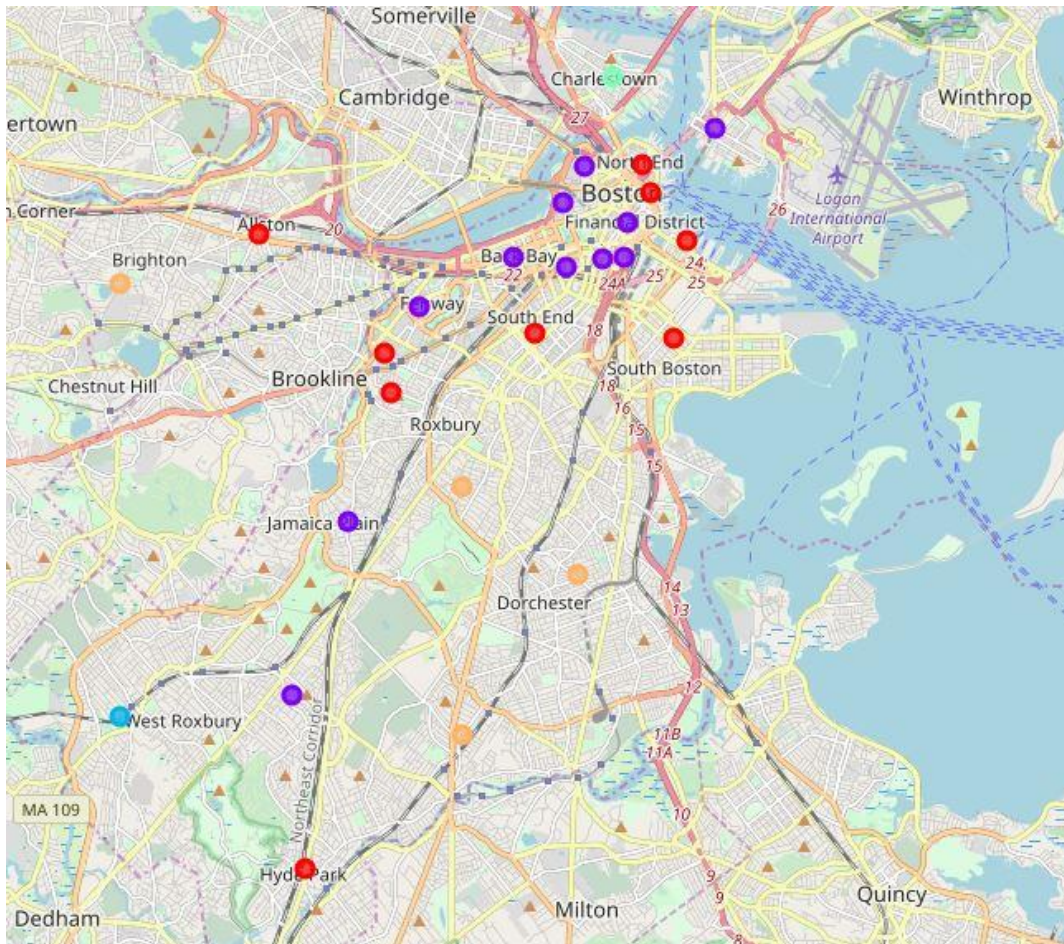 Somerville
Charlestown
Cambridge
Winthrop
27
ertown
North End
Boston
Logan
International
Airport
n Corner
Allston
20
Financial District
26
Brighton
Back Bay
22
24
25
24A
25
Fenway
South End
18
Chestnut Hill
Brookline
South Boston
18
16
Roxbury
15
15
Jamaica Plain
14
Dorchester
13
12
West Roxbury
11B
11A
Northeast Corridor
MA 109
10
Hyde Park
9
9
Quincy
Dedham
Milton
8